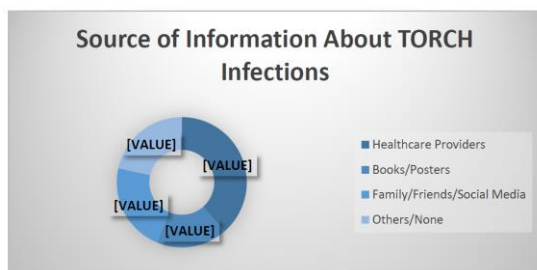 Source of Information About TORCH
Infections
[VALUE]
[VALUE]
[VALUE]
[VALUE]
Healthcare Providers
Books/Posters
Family/Friends/Social Media
Others/None